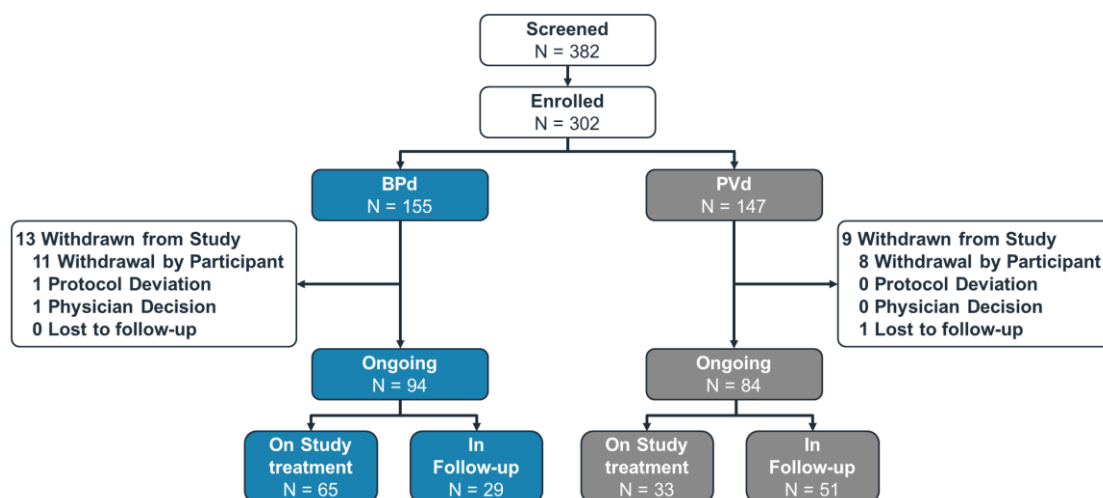 Screened
N = 382
Enrolled
N = 302
BPd
N = 155
PVd
N = 147
13 Withdrawn from Study
11 Withdrawal by Participant
1 Protocol Deviation
1 Physician Decision
0 Lost to follow-up
9 Withdrawn from Study
8 Withdrawal by Participant
0 Protocol Deviation
0 Physician Decision
1 Lost to follow-up
Ongoing
N = 94
Ongoing
N = 84
On Study
treatment
N = 65
In
Follow-up
N = 29
On Study
treatment
N = 33
In
Follow-up
N = 51